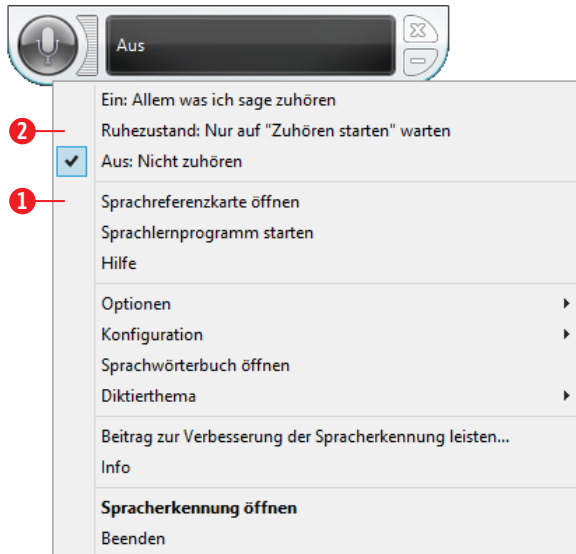 Aus
Ein: Allem was ich sage zuhören
2 Ruhezustand: Nur auf "Zuhören starten" warten
Aus: Nicht zuhören
1 Sprachreferenzkarte öffnen
Sprachlernprogramm starten
Hilfe
Optionen
Konfiguration
Sprachwörterbuch öffnen
Diktierthema
Beitrag zur Verbesserung der Spracherkennung leisten...
Info
Spracherkennung öffnen
Beenden